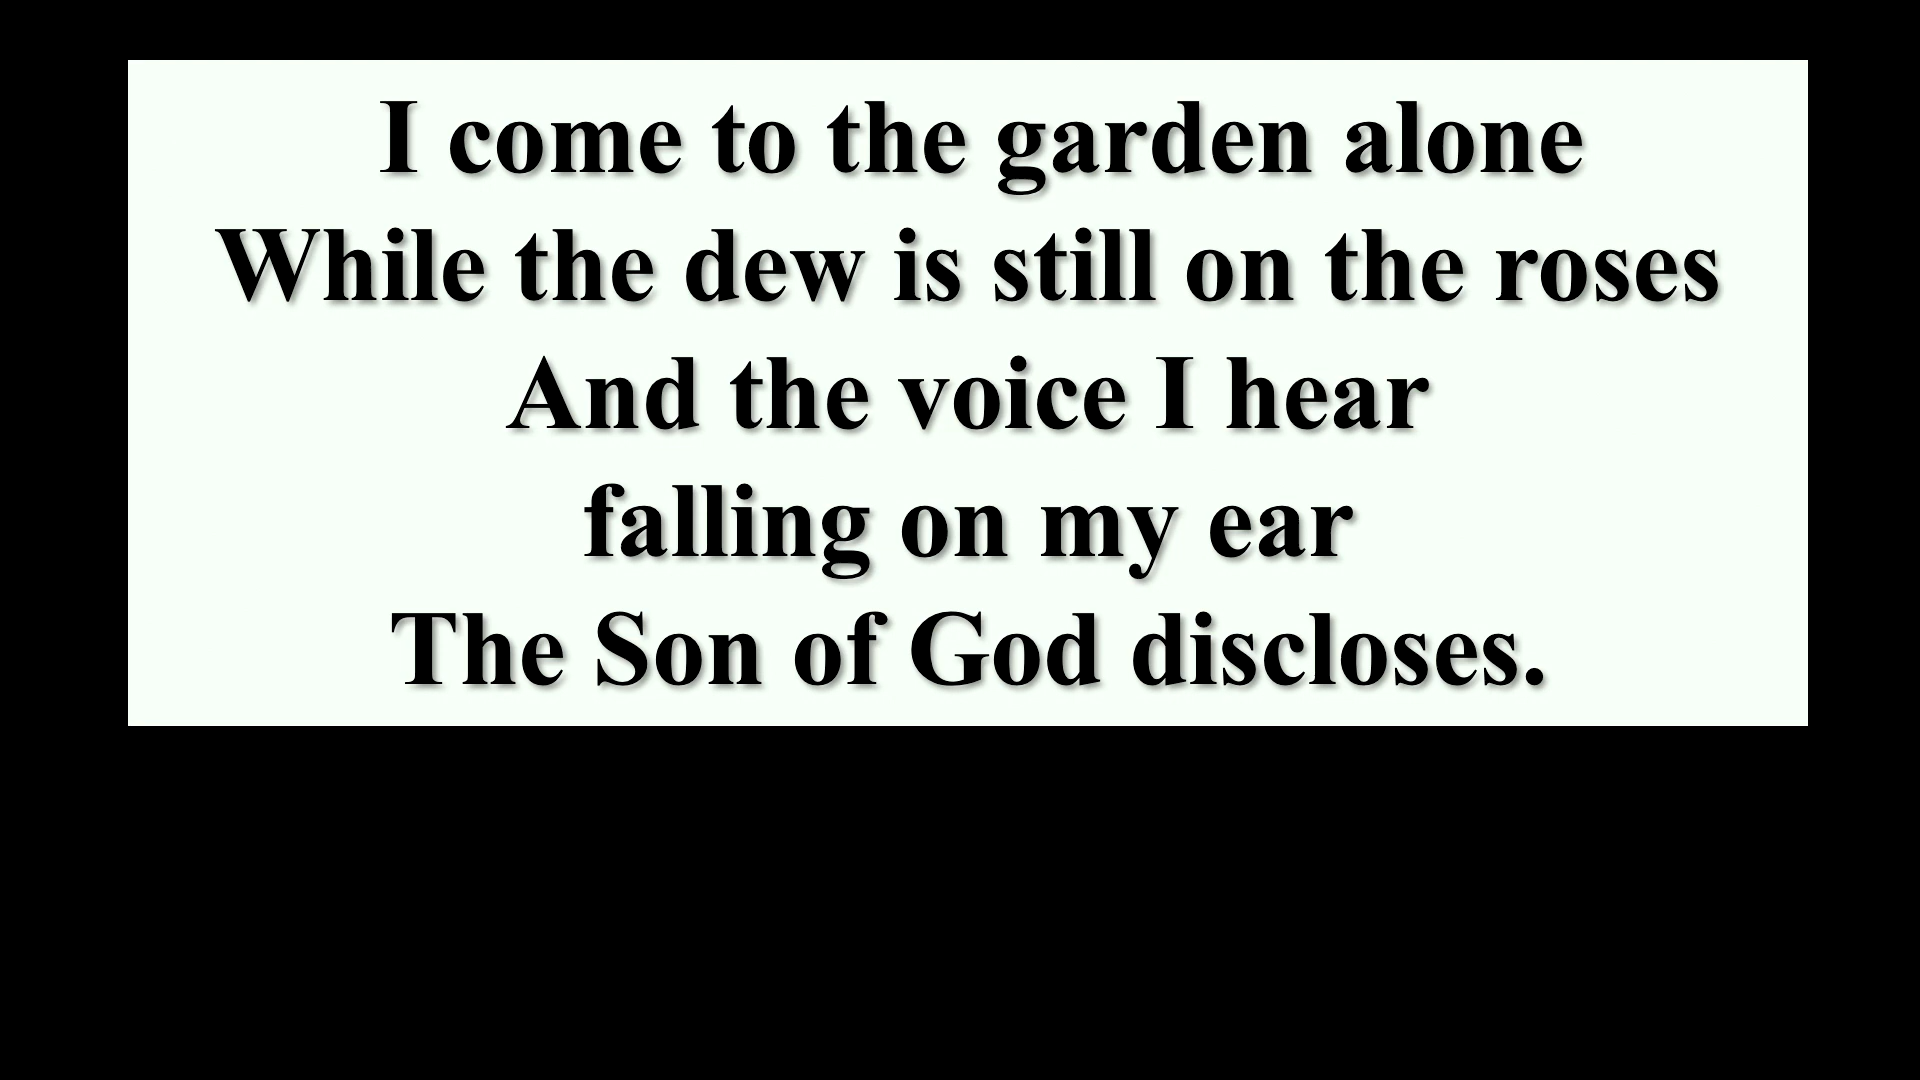 I come to the garden alone
While the dew is still on the roses
And the voice I hear
falling on my ear
The Son of God discloses.